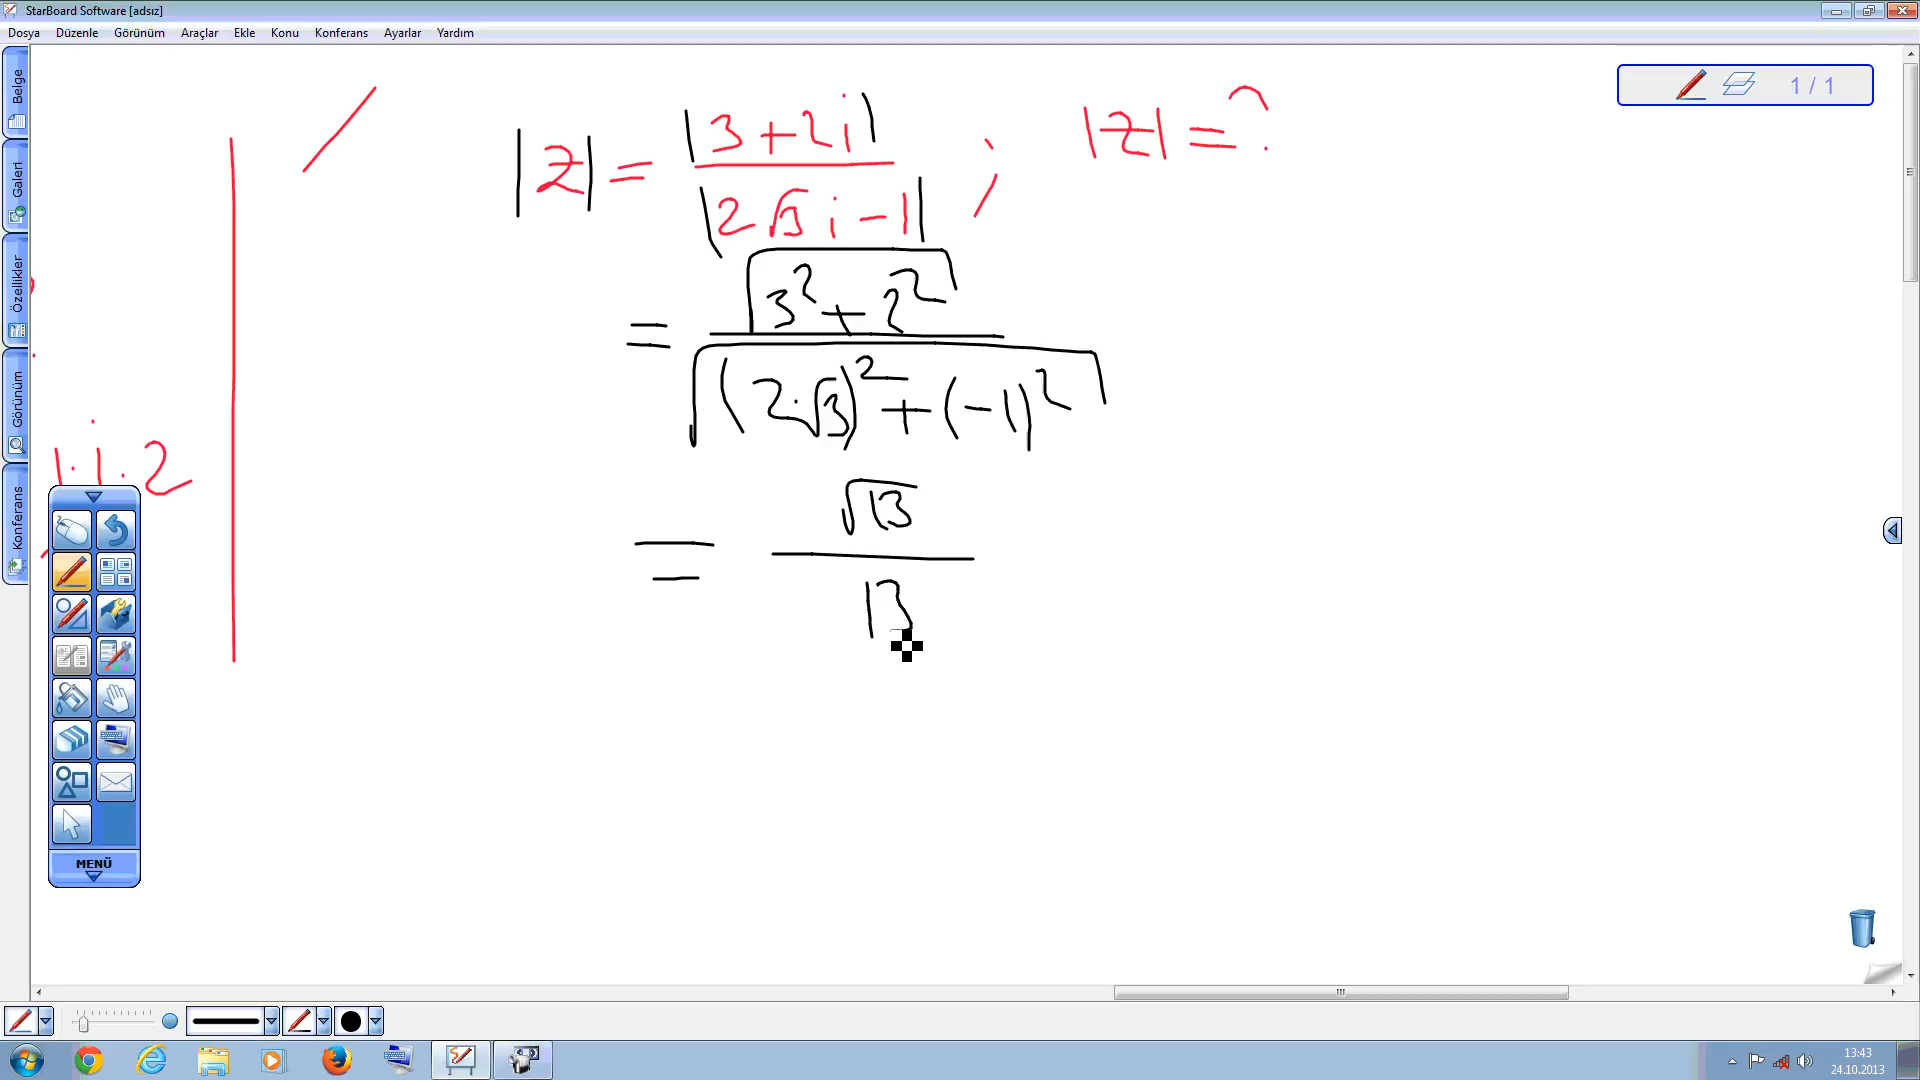 StarBoard Software [adsız]
Dosya Düzenle Görünüm Araçlar Ekle Konu Konferans Ayarlar Yardım
Belge
Galeri
Özellikler
Görünüm
Konferans
1 / 1
|z| = |3+2i| / |2√3 i −1| ; |z| = ?
= √(3² + 2²) / √((2·√3)² + (−1)²)
1.i.2
= √13 / 13
MENÜ
13:43
24.10.2013